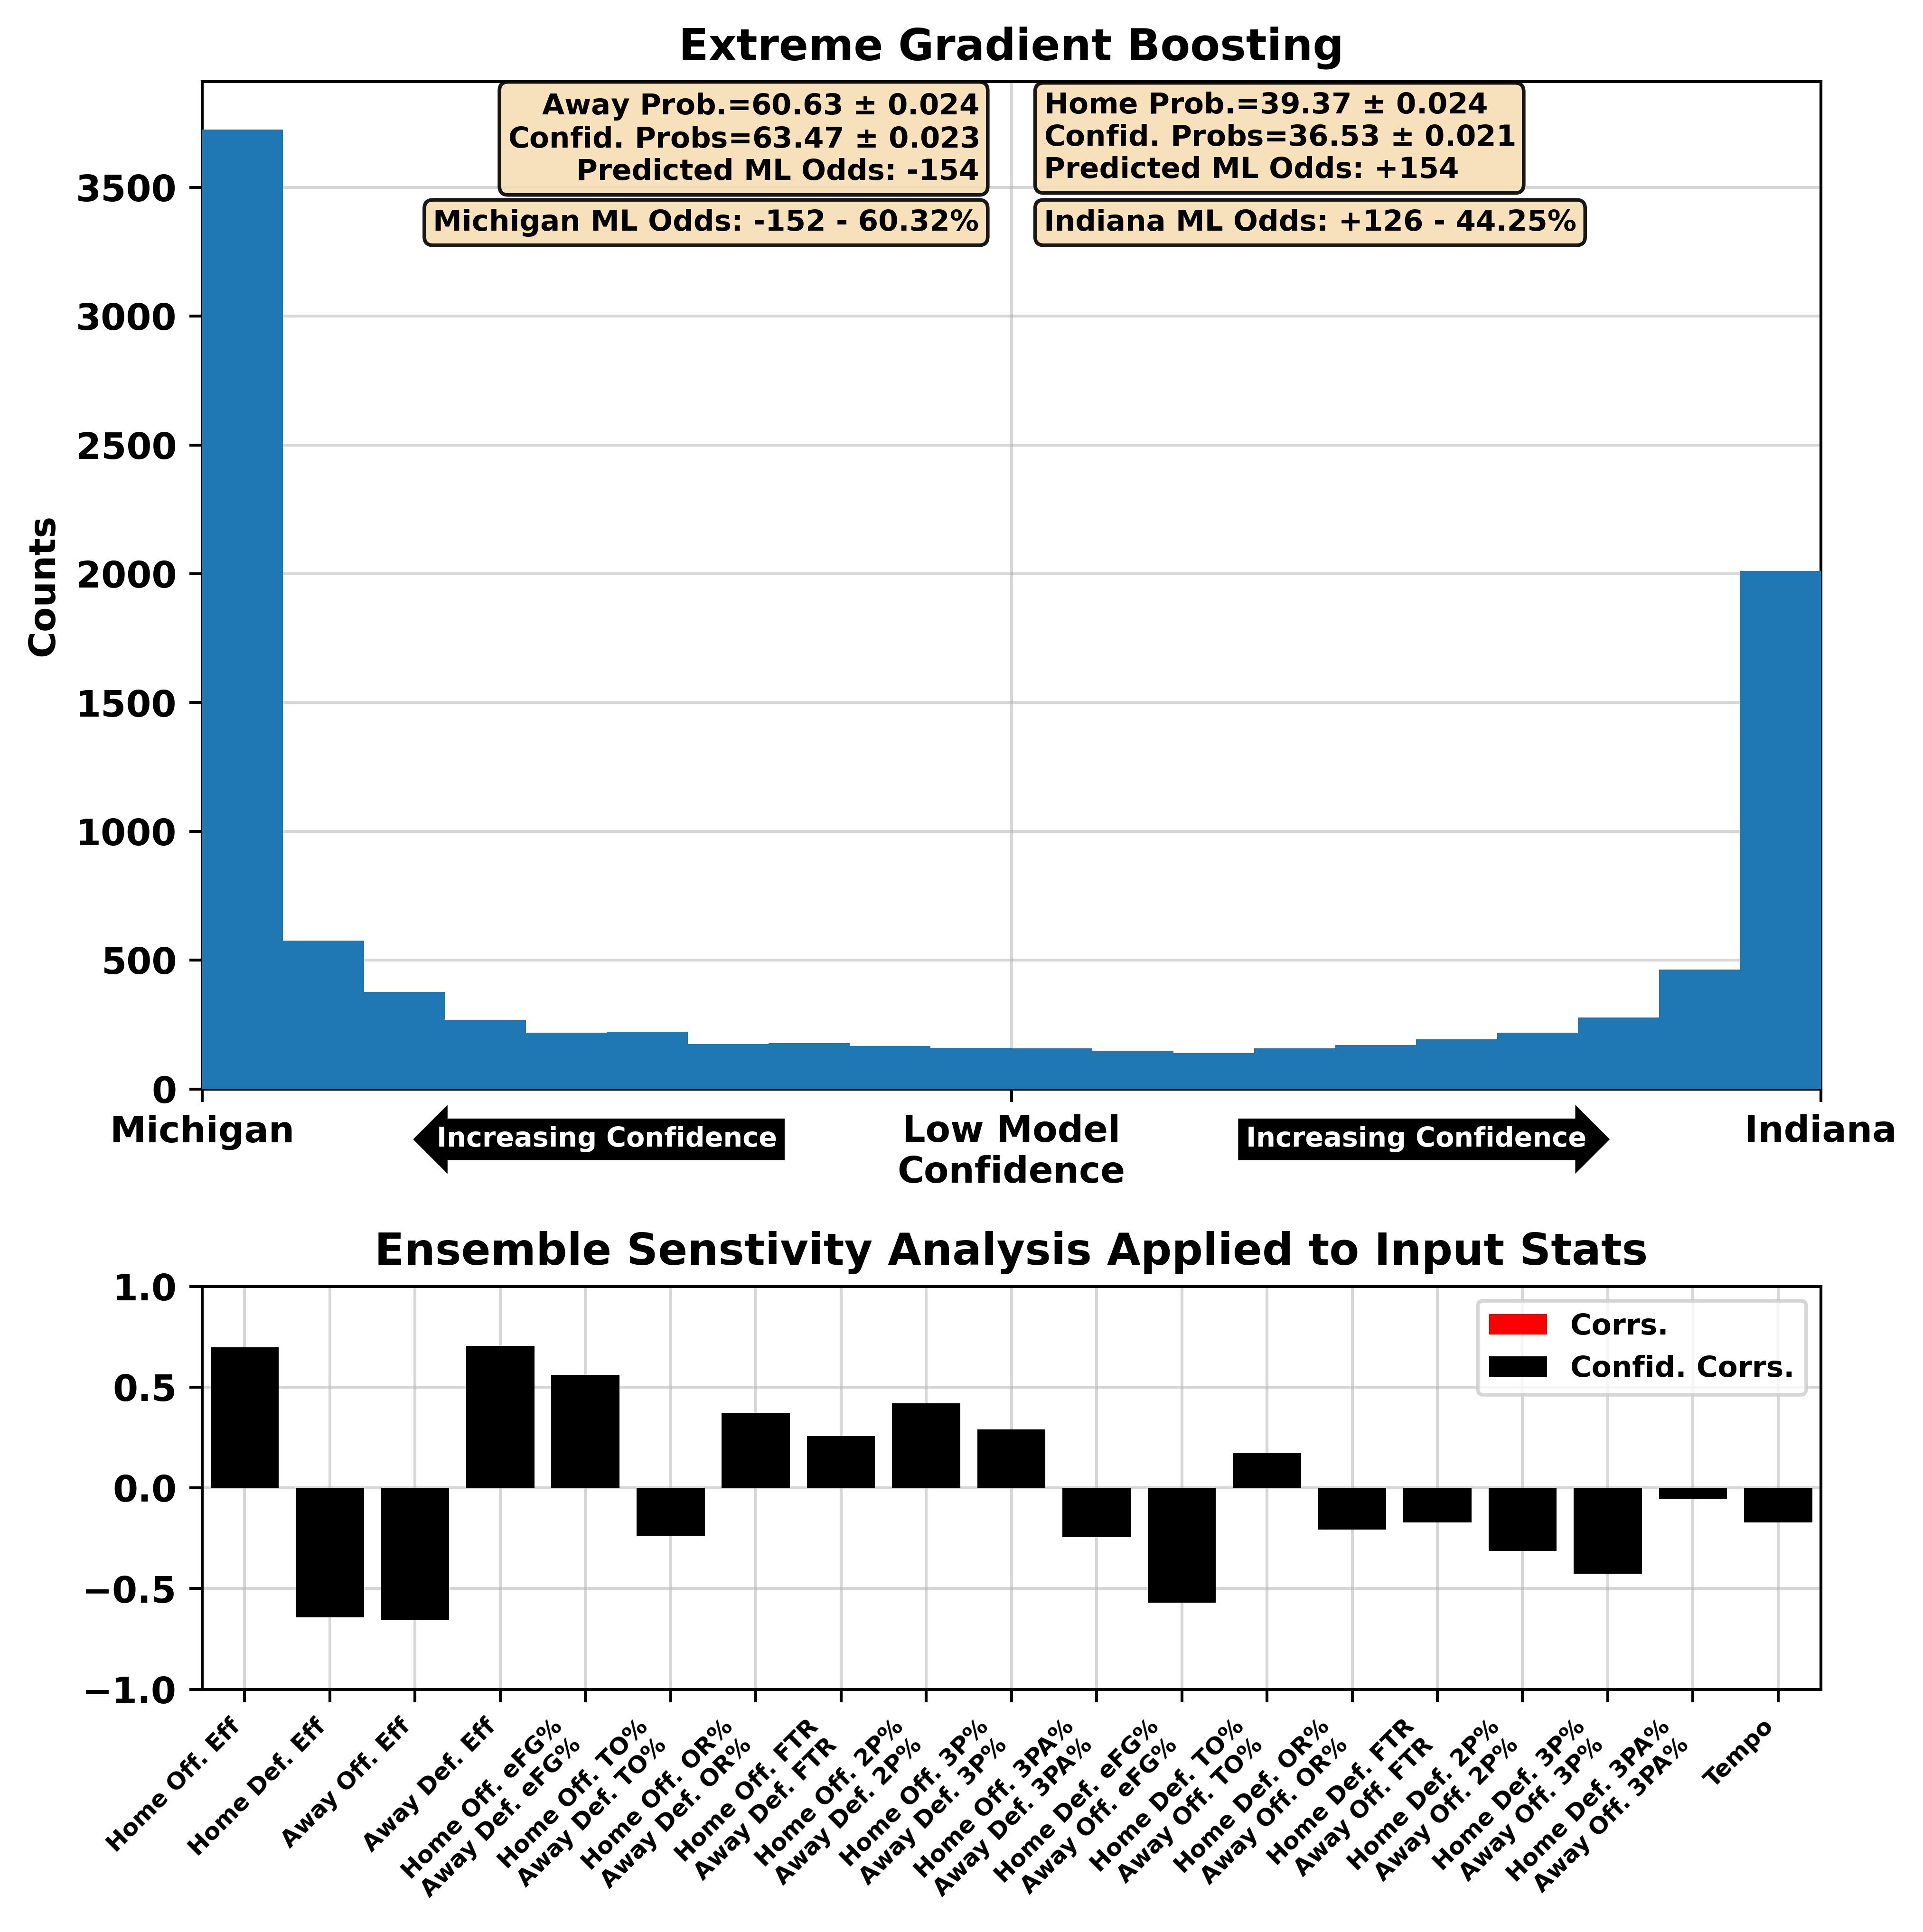 Extreme Gradient Boosting
Away Prob.=60.63 ± 0.024
Confid. Probs=63.47 ± 0.023
Predicted ML Odds: -154
Home Prob.=39.37 ± 0.024
Confid. Probs=36.53 ± 0.021
Predicted ML Odds: +154
Michigan ML Odds: -152 - 60.32%
Indiana ML Odds: +126 - 44.25%
Counts
3500
3000
2500
2000
1500
1000
500
0
Michigan
Increasing Confidence
Low Model
Confidence
Increasing Confidence
Indiana
Ensemble Senstivity Analysis Applied to Input Stats
1.0
0.5
0.0
−0.5
−1.0
Corrs.
Confid. Corrs.
Home Off. Eff
Home Def. Eff
Away Off. Eff
Away Def. Eff
Home Off. eFG%
Away Def. eFG%
Home Off. TO%
Away Def. TO%
Home Off. OR%
Away Def. OR%
Home Off. FTR
Away Def. FTR
Home Off. 2P%
Away Def. 2P%
Home Off. 3P%
Away Def. 3P%
Home Off. 3PA%
Away Def. 3PA%
Home Def. eFG%
Away Off. eFG%
Home Def. TO%
Away Off. TO%
Home Def. OR%
Away Off. OR%
Home Def. FTR
Away Off. FTR
Home Def. 2P%
Away Off. 2P%
Home Def. 3P%
Away Off. 3P%
Home Def. 3PA%
Away Off. 3PA%
Tempo